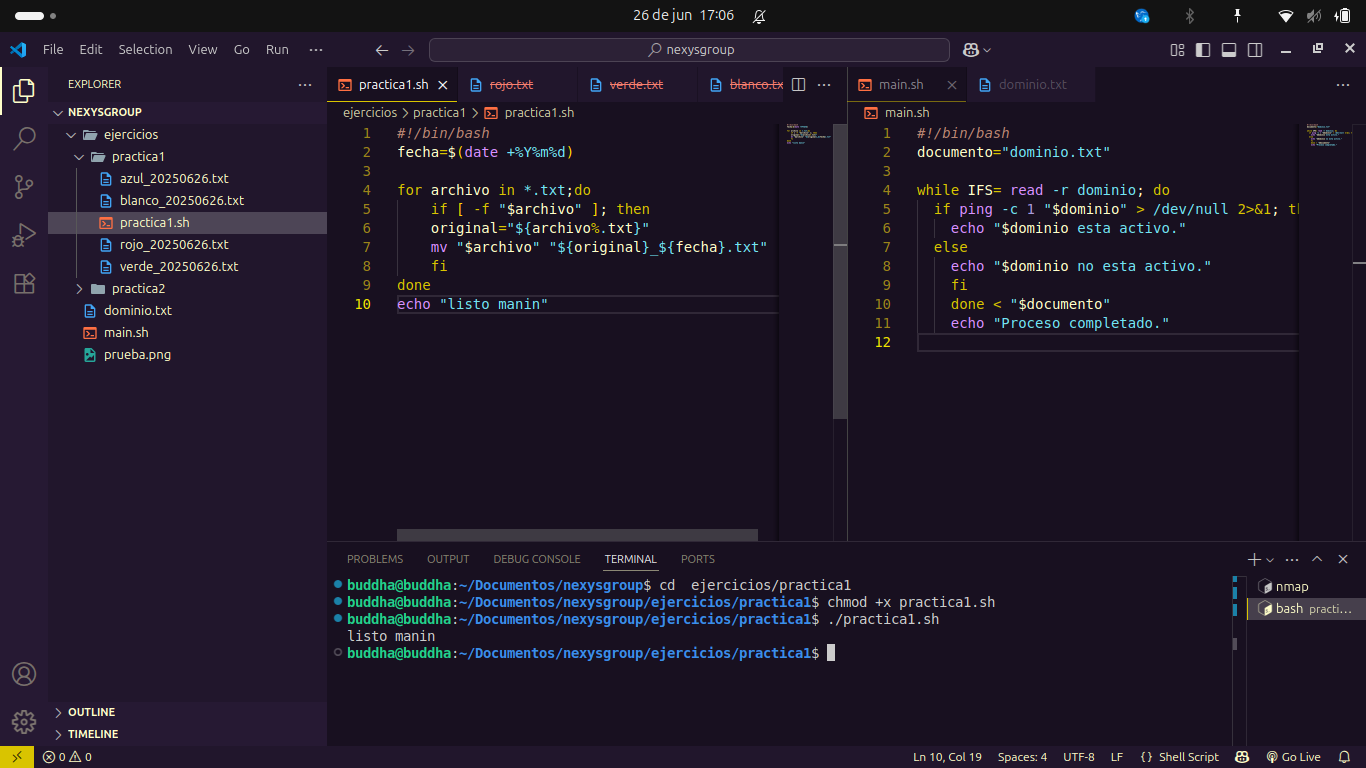 26 de jun 17:06
File Edit Selection View Go Run ···
nexysgroup
EXPLORER ···
NEXYSGROUP
ejercicios
practica1
azul_20250626.txt
blanco_20250626.txt
practica1.sh
rojo_20250626.txt
verde_20250626.txt
practica2
dominio.txt
main.sh
prueba.png
OUTLINE
TIMELINE
practica1.sh rojo.txt verde.txt blanco.tx ···
ejercicios > practica1 > practica1.sh
1 #!/bin/bash
2 fecha=$(date +%Y%m%d)
3
4 for archivo in *.txt;do
5 if [ -f "$archivo" ]; then
6 original="${archivo%.txt}"
7 mv "$archivo" "${original}_${fecha}.txt"
8 fi
9 done
10 echo "listo manin"
main.sh dominio.txt ···
main.sh
1 #!/bin/bash
2 documento="dominio.txt"
3
4 while IFS= read -r dominio; do
5 if ping -c 1 "$dominio" > /dev/null 2>&1; th
6 echo "$dominio esta activo."
7 else
8 echo "$dominio no esta activo."
9 fi
10 done < "$documento"
11 echo "Proceso completado."
12
PROBLEMS OUTPUT DEBUG CONSOLE TERMINAL PORTS
buddha@buddha:~/Documentos/nexysgroup$ cd  ejercicios/practica1
buddha@buddha:~/Documentos/nexysgroup/ejercicios/practica1$ chmod +x practica1.sh
buddha@buddha:~/Documentos/nexysgroup/ejercicios/practica1$ ./practica1.sh
listo manin
buddha@buddha:~/Documentos/nexysgroup/ejercicios/practica1$
nmap
bash practi...
0 0 Ln 10, Col 19 Spaces: 4 UTF-8 LF {} Shell Script Go Live